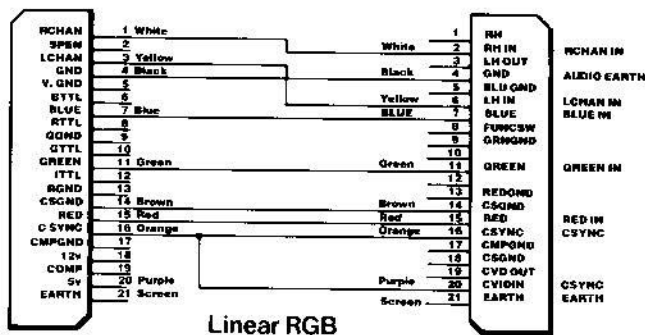 RCHAN 1 White
SPEN 2
LCHAN 3 Yellow
GND 4 Black
V. GND 5
BTTL 6
BLUE 7 Blue
RTTL 8
GGND 9
GTTL 10
GREEN 11 Green
ITTL 12
RGND 13
CSGND 14 Brown
RED 15 Red
C SYNC 16 Orange
CMPGND 17
12v 18
COMP 19
5v 20 Purple
EARTH 21 Screen
1 RH
White 2 RH IN RCHAN IN
3 LH OUT
Black 4 GND AUDIO EARTH
5 BLU GND
Yellow 6 LH IN LCHAN IN
BLUE 7 BLUE BLUE IN
8 FUNCSW
9 GRNGND
10
Green 11 GREEN GREEN IN
12
13 REDGND
Brown 14 CSGND
Red 15 RED RED IN
Orange 16 CSYNC CSYNC
17 CMPGND
18 CSGND
19 CVD OUT
Purple 20 CVIDIN CSYNC
Screen 21 EARTH EARTH
Linear RGB